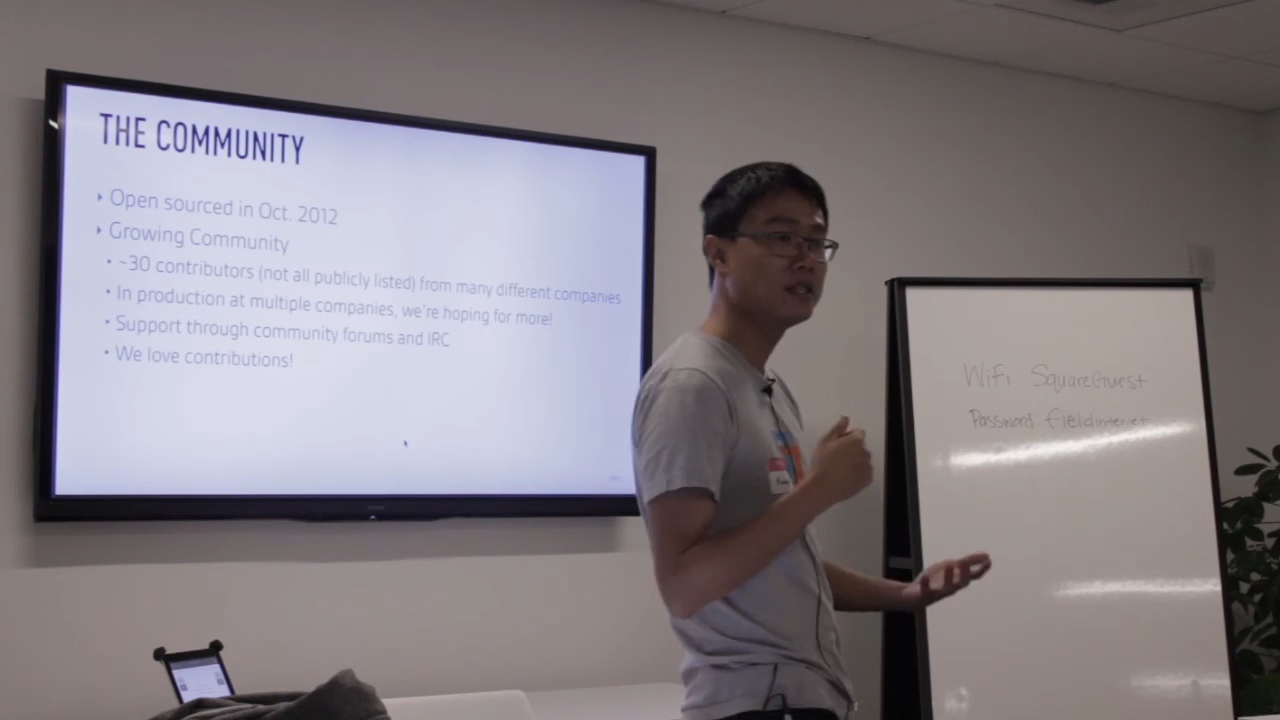 THE COMMUNITY
‣ Open sourced in Oct. 2012
‣ Growing Community
• ~30 contributors (not all publicly listed) from many different companies
• In production at multiple companies, we're hoping for more!
• Support through community forums and IRC
• We love contributions!
WiFi SquareGuest
Password fieldinternet